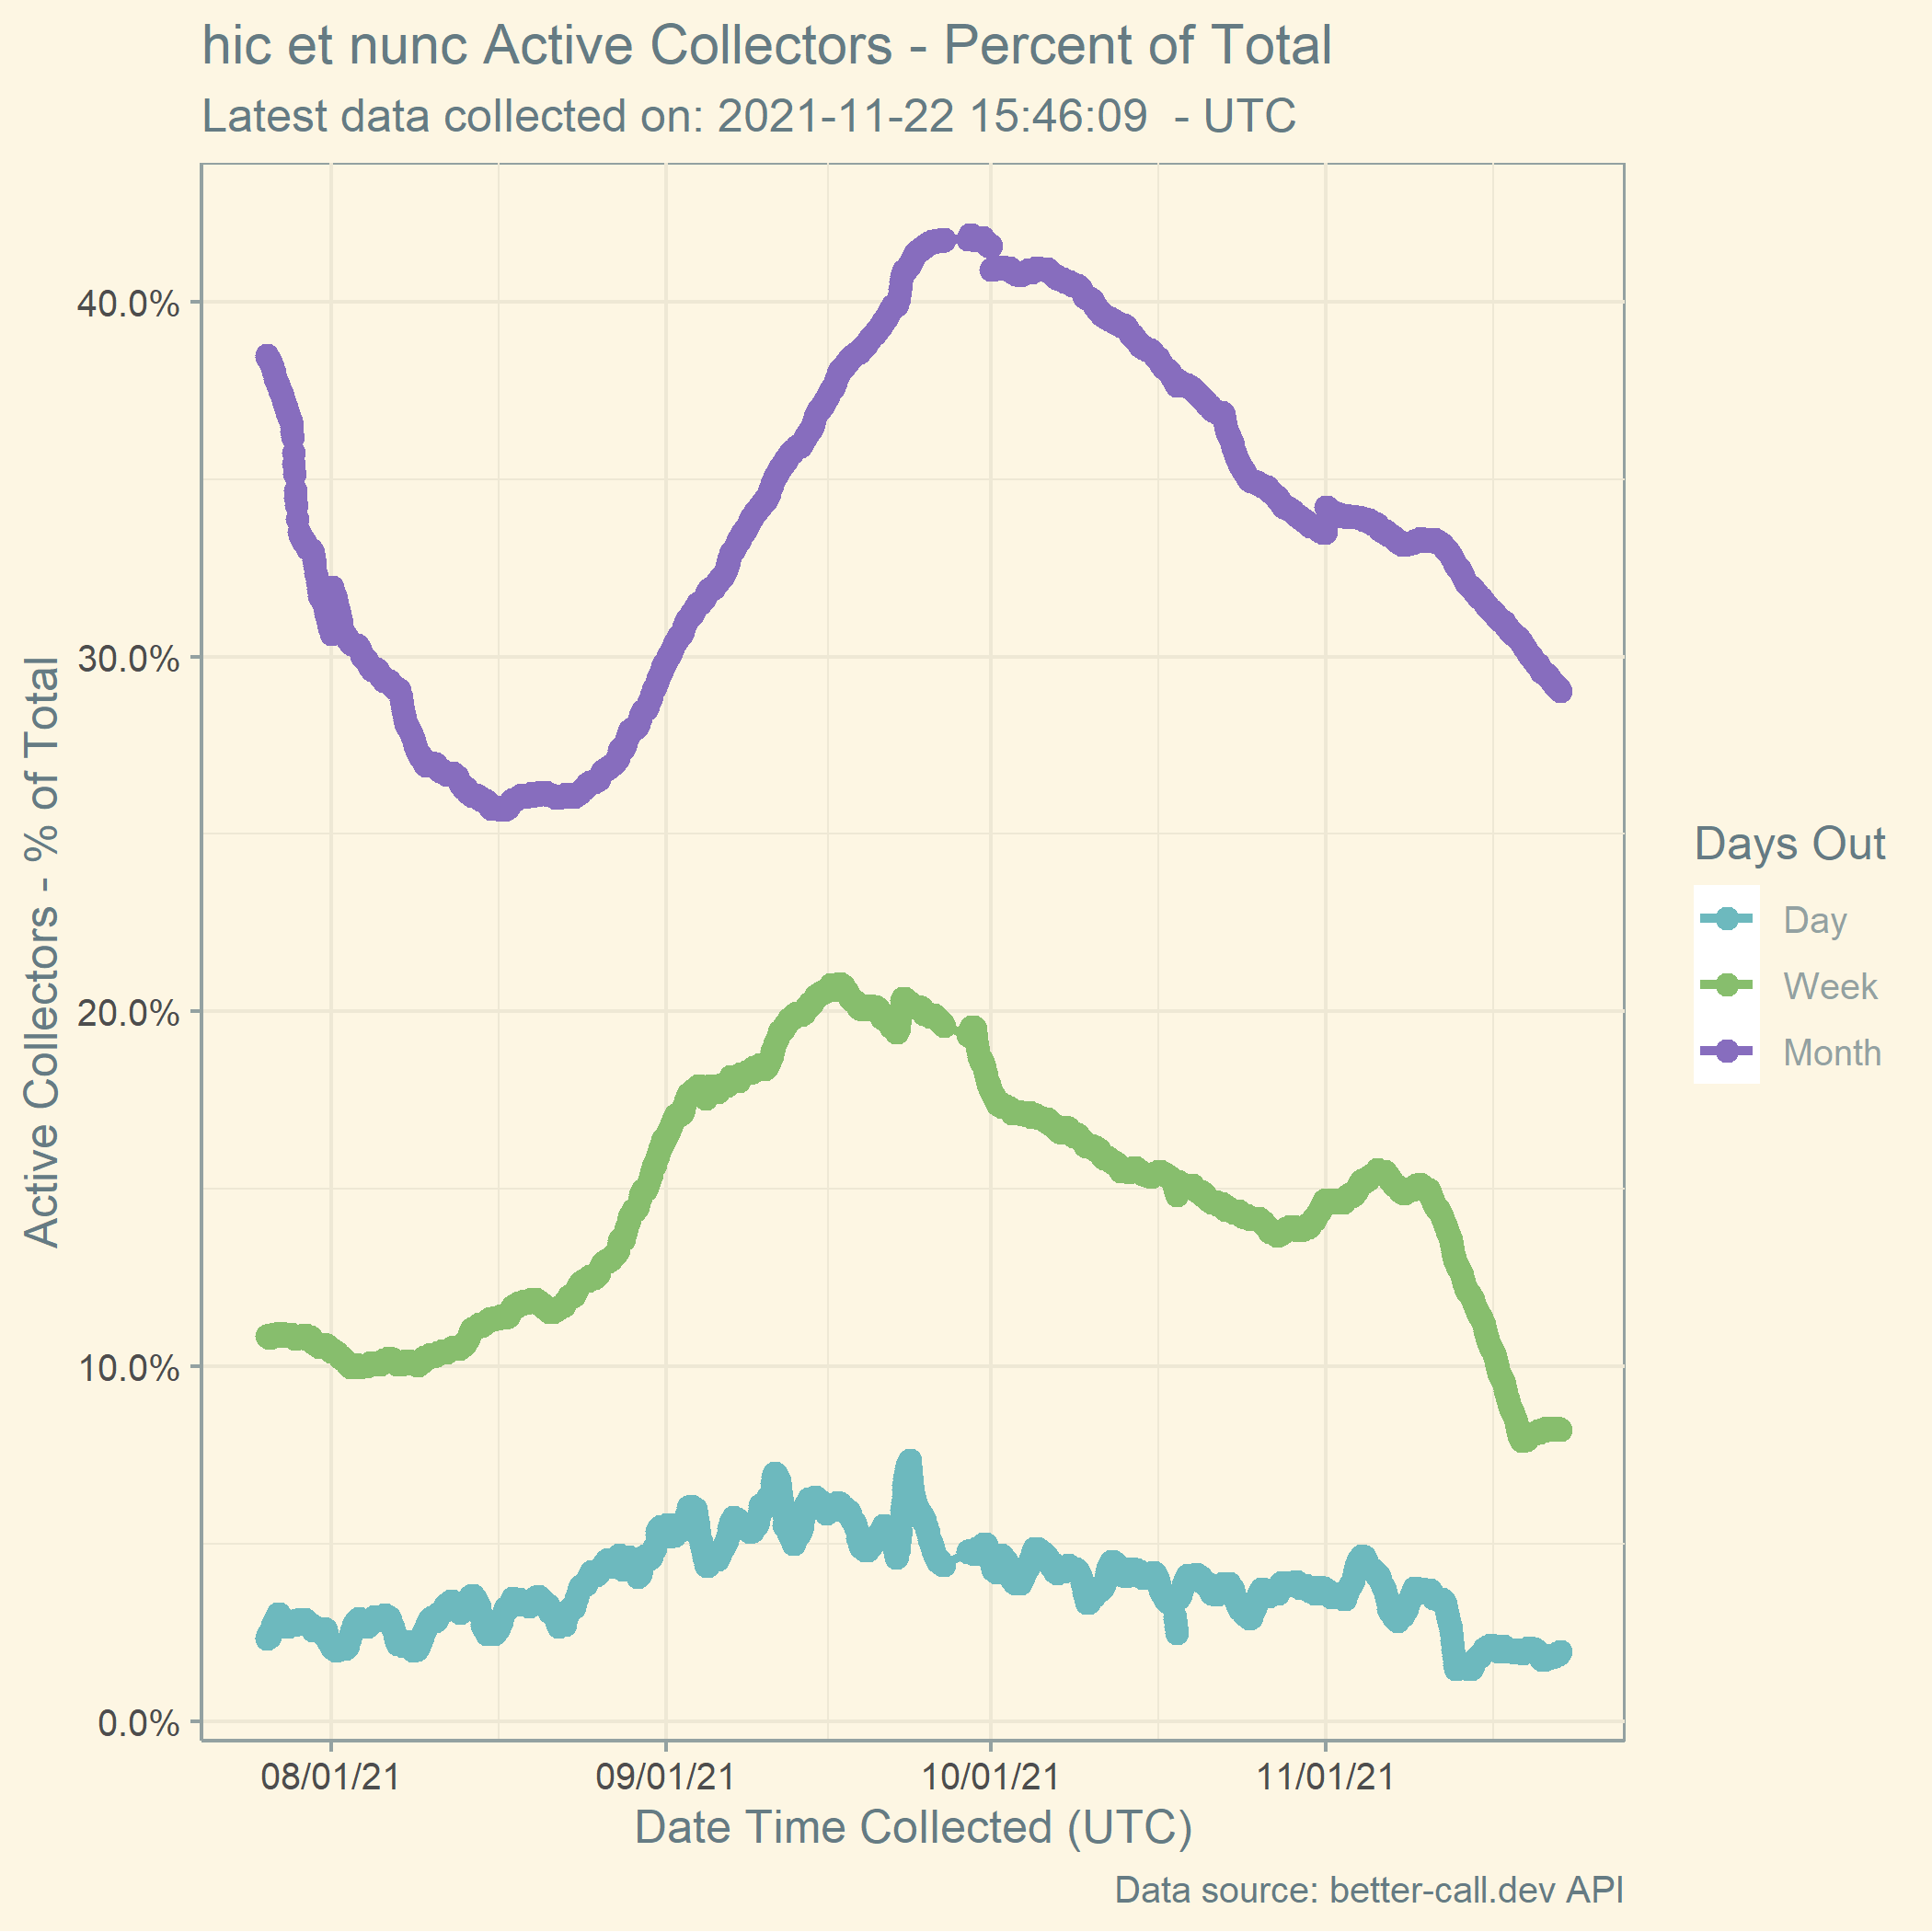 hic et nunc Active Collectors - Percent of Total
Latest data collected on: 2021-11-22 15:46:09  - UTC
Active Collectors - % of Total
40.0%
30.0%
20.0%
10.0%
0.0%
08/01/21
09/01/21
10/01/21
11/01/21
Date Time Collected (UTC)
Days Out
Day
Week
Month
Data source: better-call.dev API